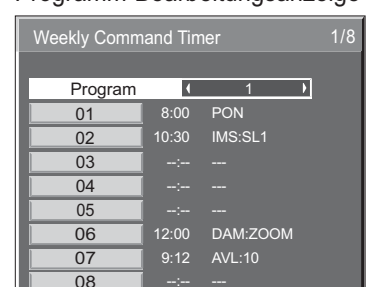 Programm-Bearbeitungsanzeige
Weekly Command Timer 1/8
Program 1
01 8:00 PON
02 10:30 IMS:SL1
03 --:-- ---
04 --:-- ---
05 --:-- ---
06 12:00 DAM:ZOOM
07 9:12 AVL:10
08 --:-- ---